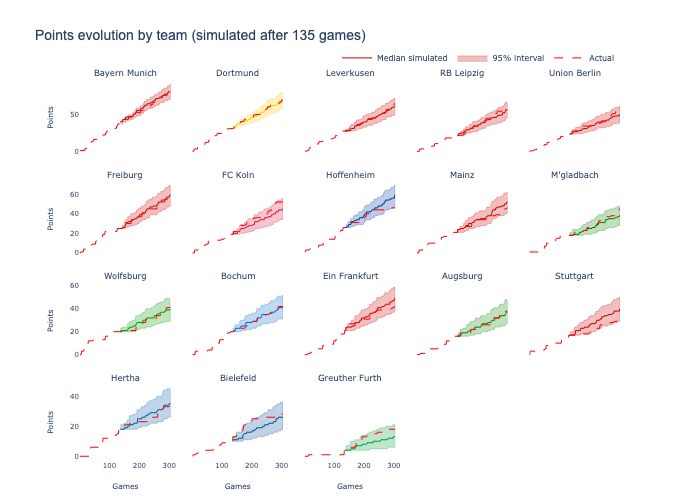 Points evolution by team (simulated after 135 games)
Median simulated 95% interval Actual
Bayern Munich Dortmund Leverkusen RB Leipzig Union Berlin
50
0
Points
Freiburg FC Koln Hoffenheim Mainz M'gladbach
60
40
20
0
Points
Wolfsburg Bochum Ein Frankfurt Augsburg Stuttgart
60
40
20
0
Points
Hertha Bielefeld Greuther Furth
40
20
0
Points
100 200 300 100 200 300 100 200 300
Games Games Games